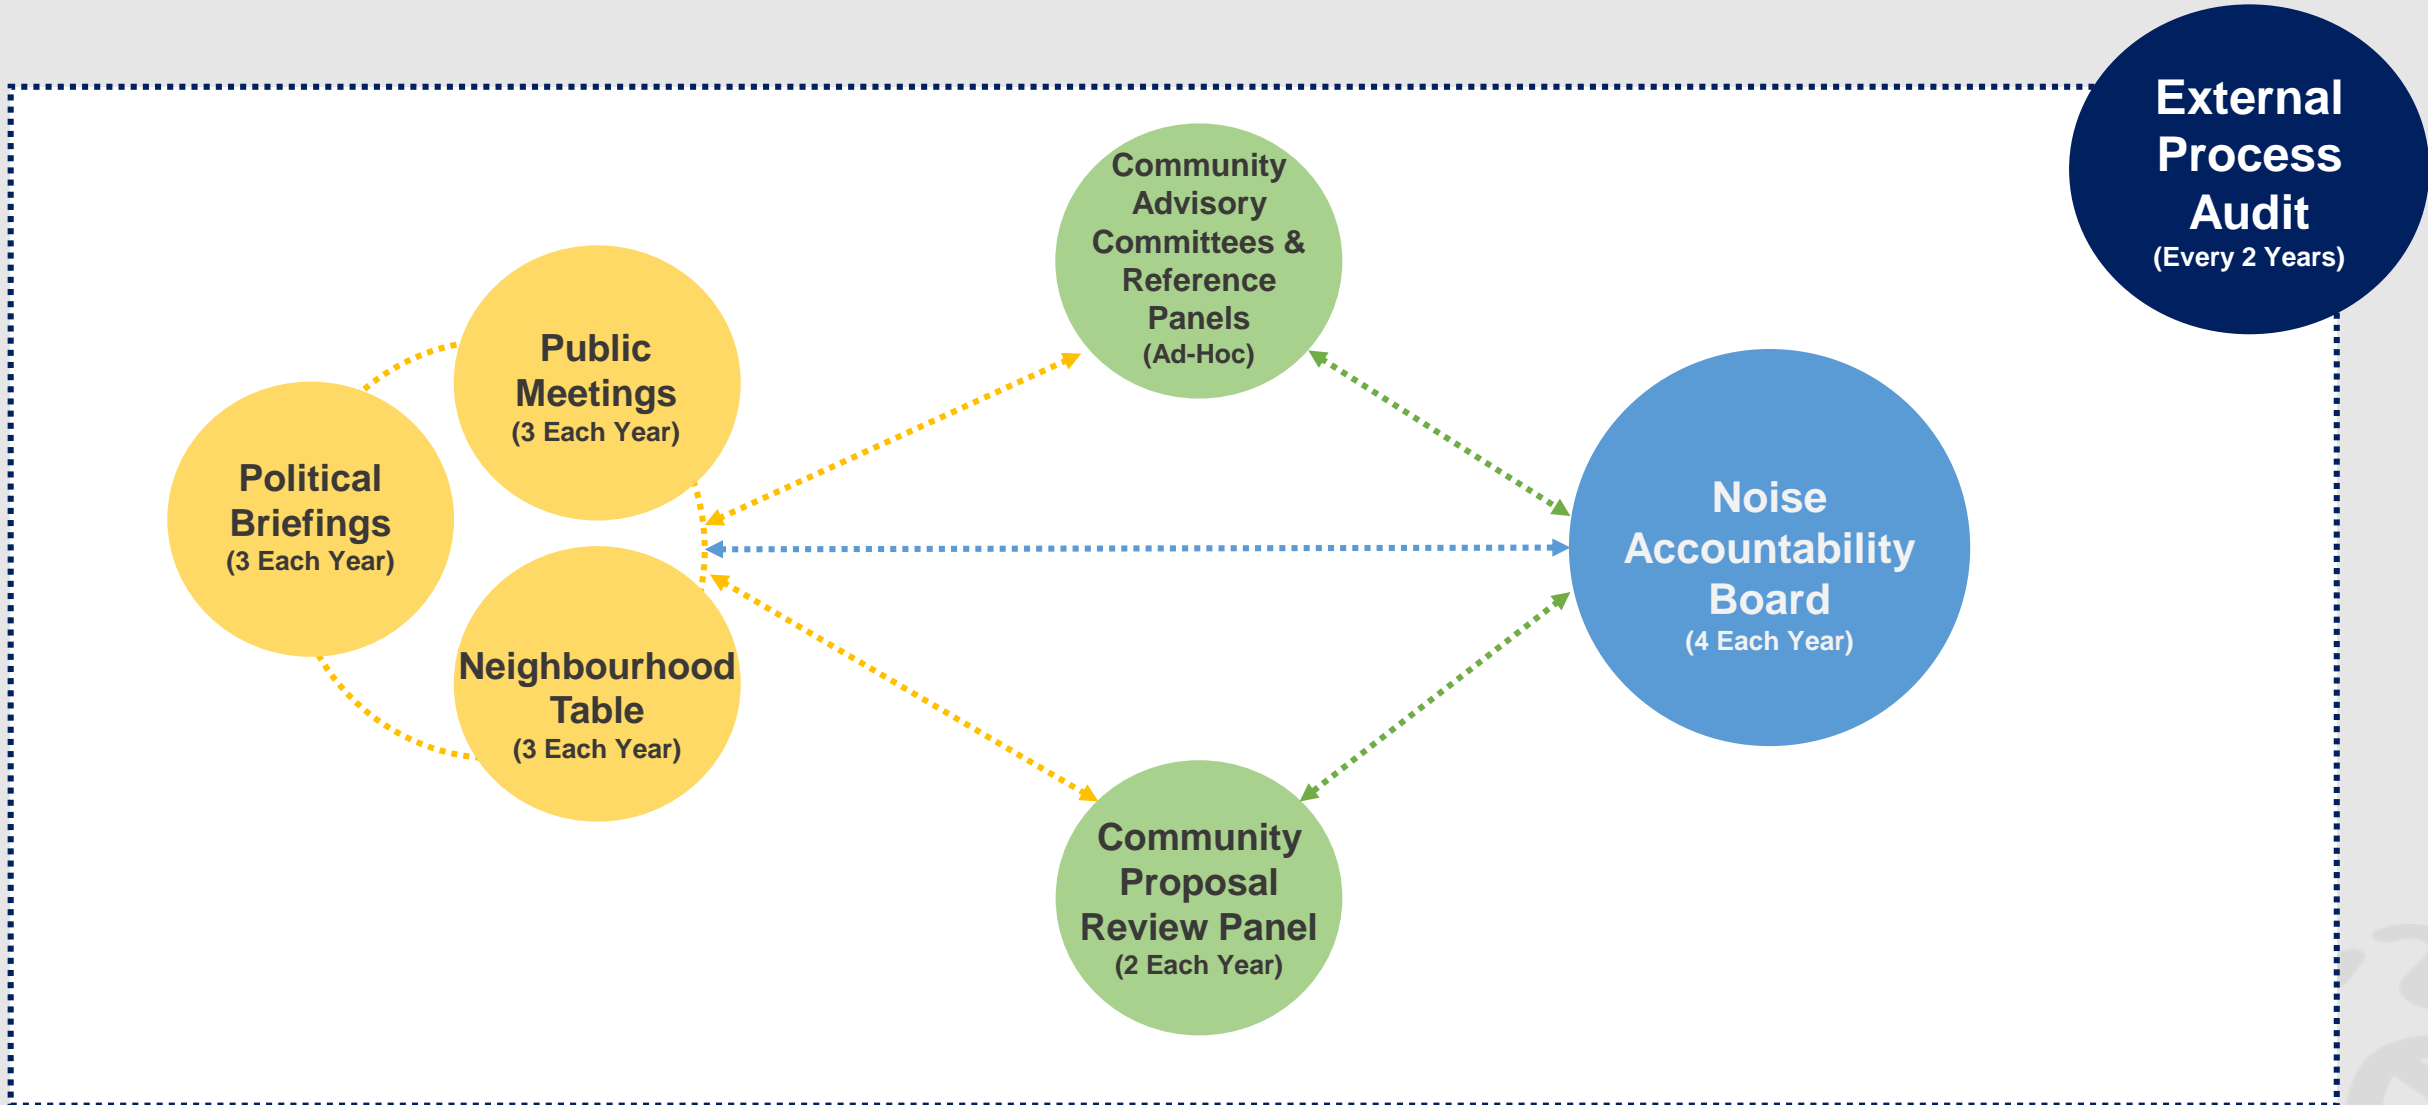 External
Process
Audit
(Every 2 Years)
Community
Advisory
Committees &
Reference
Panels
(Ad-Hoc)
Public
Meetings
(3 Each Year)
Political
Briefings
(3 Each Year)
Neighbourhood
Table
(3 Each Year)
Noise
Accountability
Board
(4 Each Year)
Community
Proposal
Review Panel
(2 Each Year)